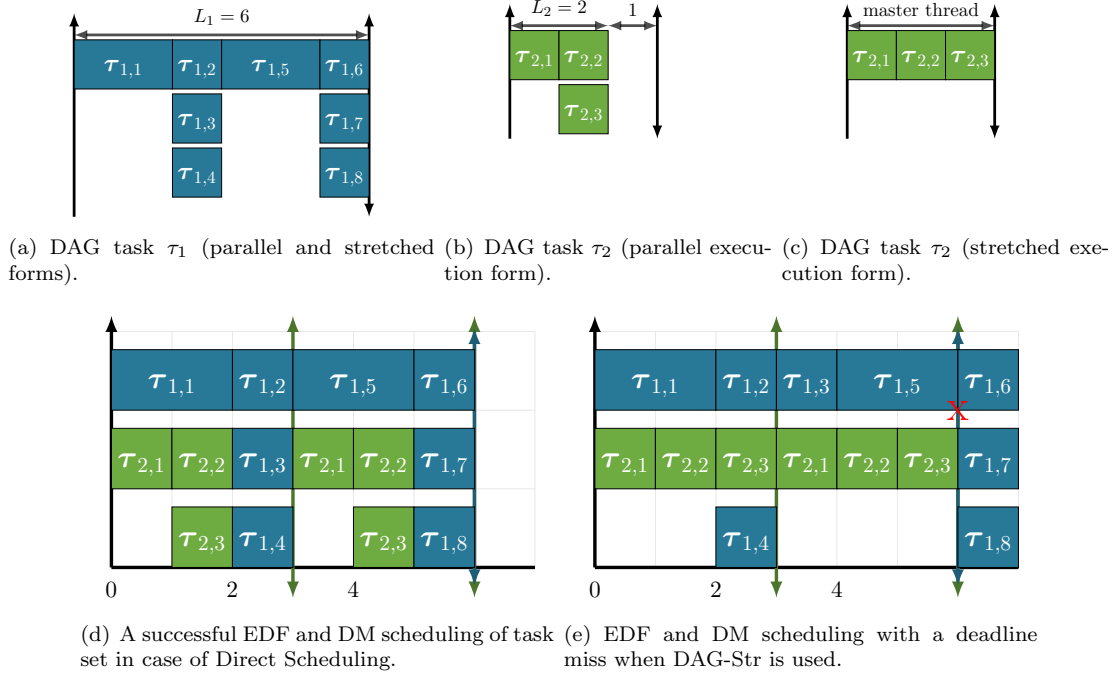 L₁ = 6
τ₁,₁ τ₁,₂ τ₁,₅ τ₁,₆
τ₁,₃ τ₁,₇
τ₁,₄ τ₁,₈
(a) DAG task τ₁ (parallel and stretched
forms).
L₂ = 2 1
τ₂,₁ τ₂,₂
τ₂,₃
(b) DAG task τ₂ (parallel execu-
tion form).
master thread
τ₂,₁ τ₂,₂ τ₂,₃
(c) DAG task τ₂ (stretched exe-
cution form).
τ₁,₁ τ₁,₂ τ₁,₅ τ₁,₆
τ₂,₁ τ₂,₂ τ₁,₃ τ₂,₁ τ₂,₂ τ₁,₇
τ₂,₃ τ₁,₄ τ₂,₃ τ₁,₈
0 2 4
(d) A successful EDF and DM scheduling of task
set in case of Direct Scheduling.
τ₁,₁ τ₁,₂ τ₁,₃ τ₁,₅ τ₁,₆
X
τ₂,₁ τ₂,₂ τ₂,₃ τ₂,₁ τ₂,₂ τ₂,₃ τ₁,₇
τ₁,₄ τ₁,₈
0 2 4
(e) EDF and DM scheduling with a deadline
miss when DAG-Str is used.